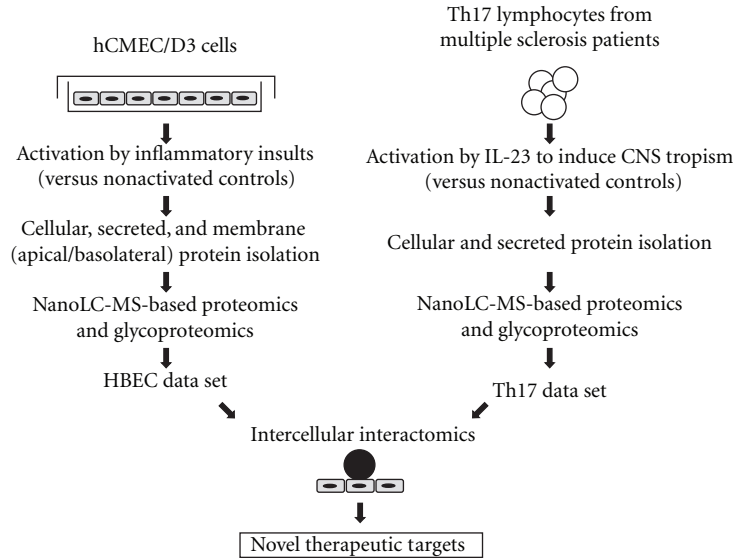 hCMEC/D3 cells
Activation by inflammatory insults
(versus nonactivated controls)
Cellular, secreted, and membrane
(apical/basolateral) protein isolation
NanoLC-MS-based proteomics
and glycoproteomics
HBEC data set
Th17 lymphocytes from
multiple sclerosis patients
Activation by IL-23 to induce CNS tropism
(versus nonactivated controls)
Cellular and secreted protein isolation
NanoLC-MS-based proteomics
and glycoproteomics
Th17 data set
Intercellular interactomics
Novel therapeutic targets